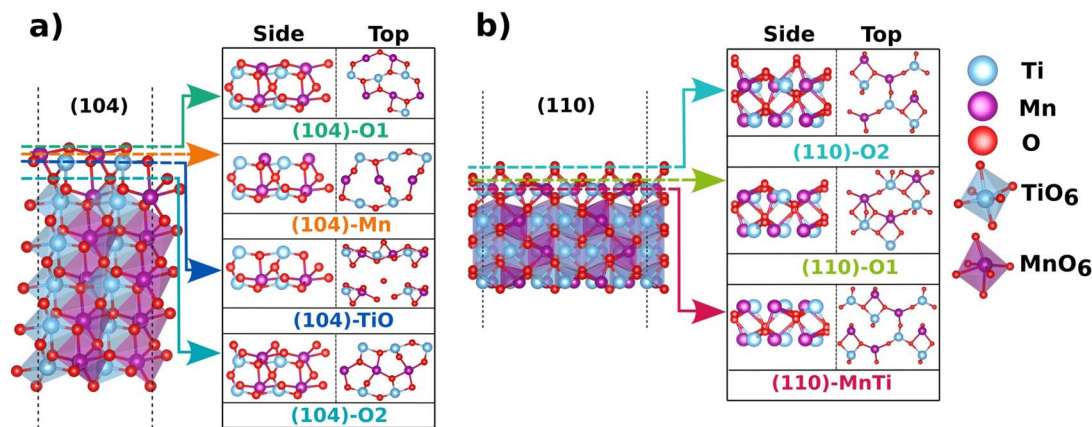 a)
(104)
Side Top
(104)-O1
(104)-Mn
(104)-TiO
(104)-O2
b)
(110)
Side Top
(110)-O2
(110)-O1
(110)-MnTi
Ti
Mn
O
TiO6
MnO6